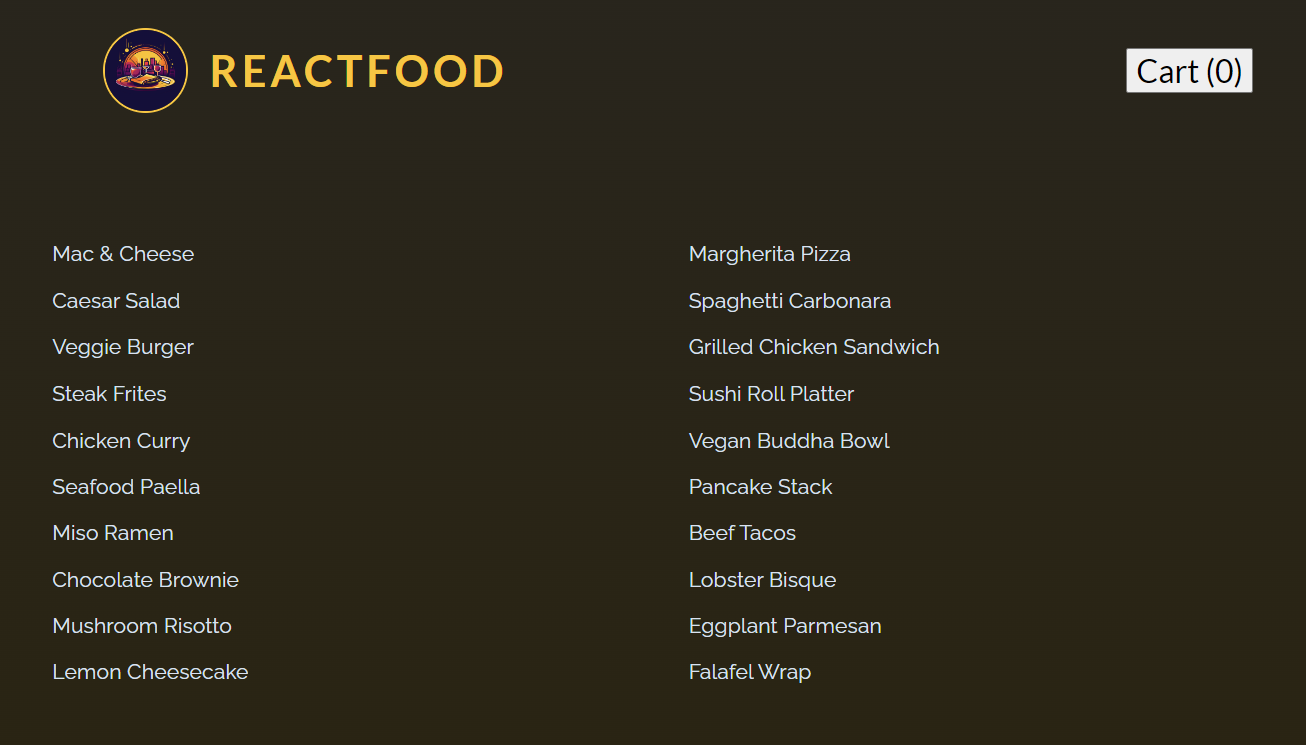 REACTFOOD
Cart (0)
Mac & Cheese
Margherita Pizza
Caesar Salad
Spaghetti Carbonara
Veggie Burger
Grilled Chicken Sandwich
Steak Frites
Sushi Roll Platter
Chicken Curry
Vegan Buddha Bowl
Seafood Paella
Pancake Stack
Miso Ramen
Beef Tacos
Chocolate Brownie
Lobster Bisque
Mushroom Risotto
Eggplant Parmesan
Lemon Cheesecake
Falafel Wrap